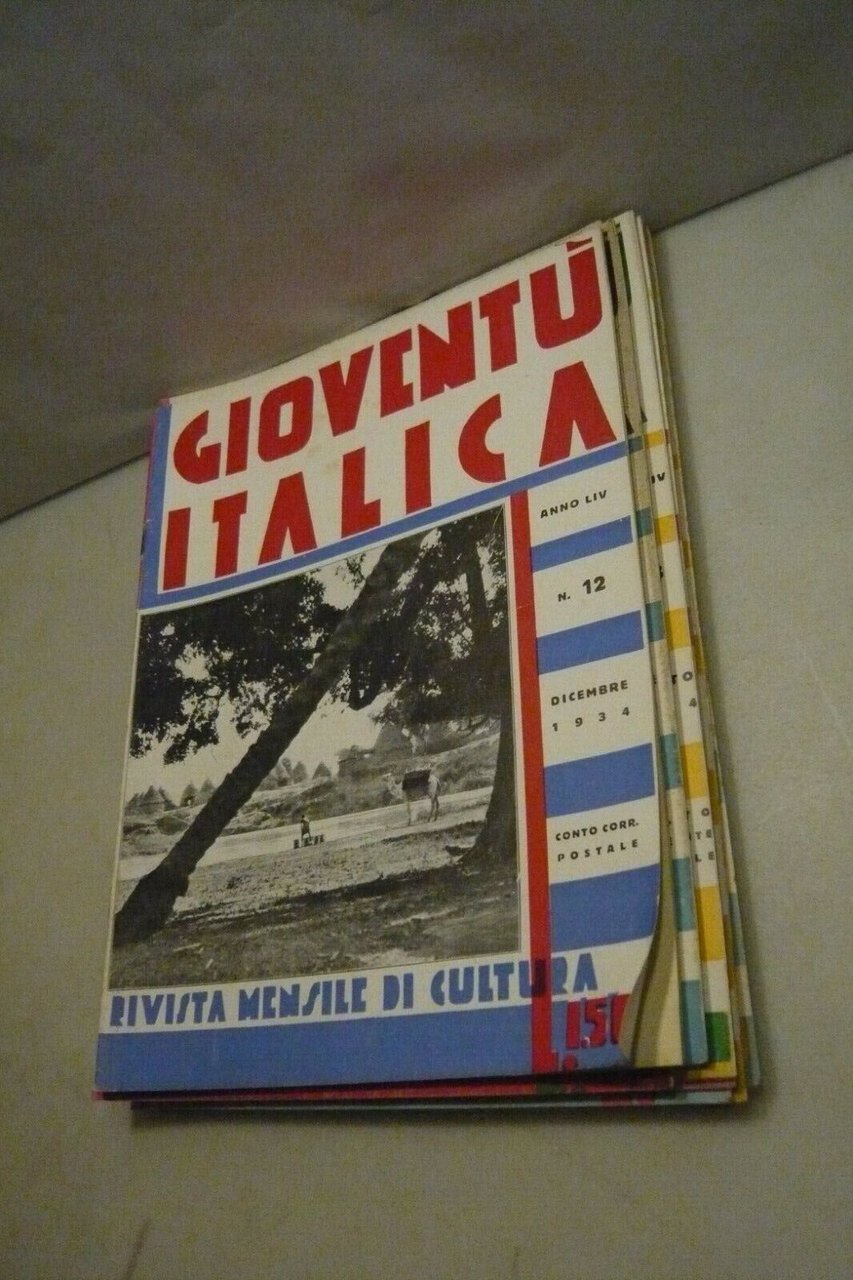 GIOVENTÙ
ITALICA
ANNO LIV
N. 12
DICEMBRE
1934
CONTO CORR.
POSTALE
RIVISTA MENSILE DI CULTURA